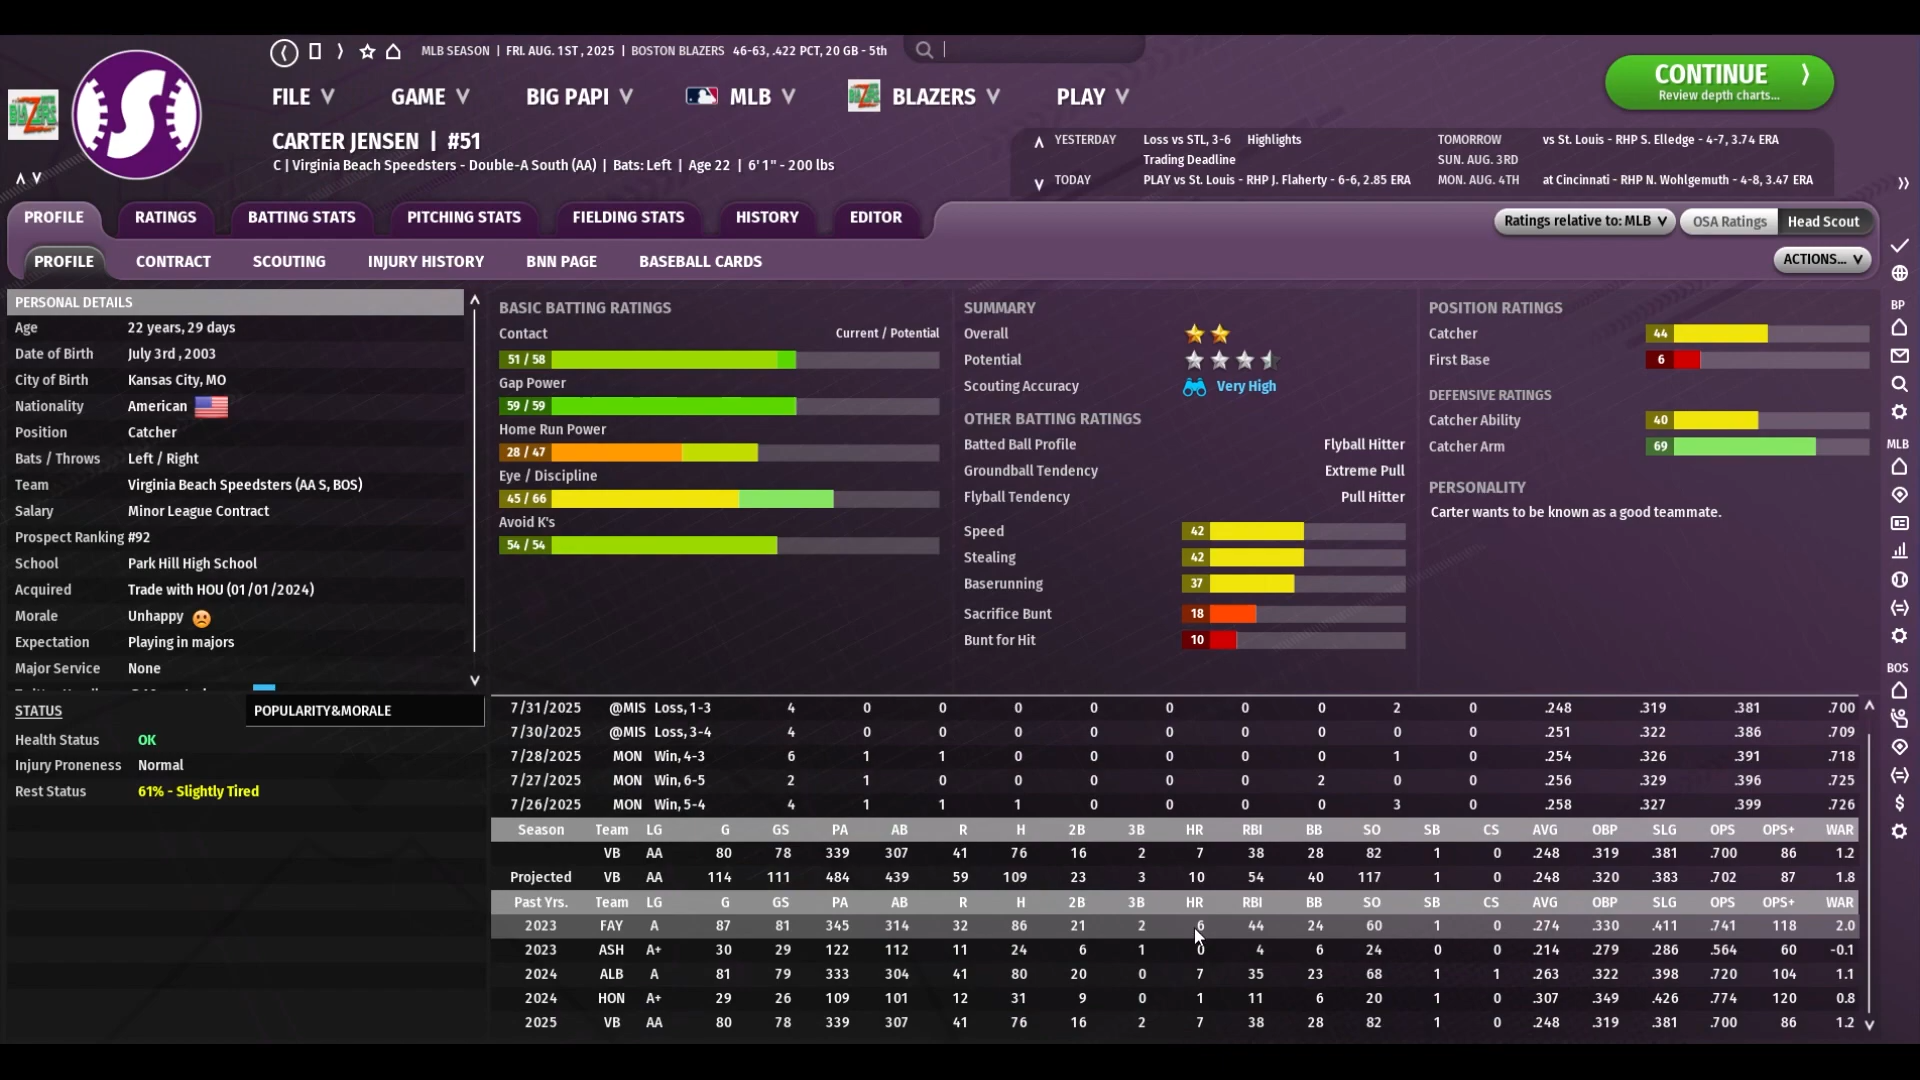 MLB SEASON | FRI. AUG. 1ST , 2025 | BOSTON BLAZERS 46-63, .422 PCT, 20 GB - 5th
FILE GAME BIG PAPI MLB BLAZERS PLAY
CONTINUE
Review depth charts...
CARTER JENSEN | #51
C | Virginia Beach Speedsters - Double-A South (AA) | Bats: Left | Age 22 | 6'1" - 200 lbs
YESTERDAY Loss vs STL, 3-6 Highlights TOMORROW vs St. Louis - RHP S. Elledge - 4-7, 3.74 ERA
Trading Deadline SUN. AUG. 3RD
TODAY PLAY vs St. Louis - RHP J. Flaherty - 6-6, 2.85 ERA MON. AUG. 4TH at Cincinnati - RHP N. Wohlgemuth - 4-8, 3.47 ERA
PROFILE RATINGS BATTING STATS PITCHING STATS FIELDING STATS HISTORY EDITOR
Ratings relative to: MLB OSA Ratings Head Scout
PROFILE CONTRACT SCOUTING INJURY HISTORY BNN PAGE BASEBALL CARDS
ACTIONS...
PERSONAL DETAILS
Age 22 years, 29 days
Date of Birth July 3rd , 2003
City of Birth Kansas City, MO
Nationality American
Position Catcher
Bats / Throws Left / Right
Team Virginia Beach Speedsters (AA S, BOS)
Salary Minor League Contract
Prospect Ranking #92
School Park Hill High School
Acquired Trade with HOU (01/01/2024)
Morale Unhappy
Expectation Playing in majors
Major Service None
STATUS
POPULARITY&MORALE
Health Status OK
Injury Proneness Normal
Rest Status 61% - Slightly Tired
BASIC BATTING RATINGS
Contact Current / Potential
51 / 58
Gap Power
59 / 59
Home Run Power
28 / 47
Eye / Discipline
45 / 66
Avoid K's
54 / 54
SUMMARY
Overall
Potential
Scouting Accuracy Very High
OTHER BATTING RATINGS
Batted Ball Profile Flyball Hitter
Groundball Tendency Extreme Pull
Flyball Tendency Pull Hitter
Speed 42
Stealing 42
Baserunning 37
Sacrifice Bunt 18
Bunt for Hit 10
POSITION RATINGS
Catcher 44
First Base 6
DEFENSIVE RATINGS
Catcher Ability 40
Catcher Arm 69
PERSONALITY
Carter wants to be known as a good teammate.
7/31/2025 @MIS Loss, 1-3 4 0 0 0 0 0 0 0 2 0 .248 .319 .381 .700
7/30/2025 @MIS Loss, 3-4 4 0 0 0 0 0 0 0 0 0 .251 .322 .386 .709
7/28/2025 MON Win, 4-3 6 1 1 0 0 0 0 0 1 0 .254 .326 .391 .718
7/27/2025 MON Win, 6-5 2 1 0 0 0 0 0 2 0 0 .256 .329 .396 .725
7/26/2025 MON Win, 5-4 4 1 1 1 0 0 0 0 3 0 .258 .327 .399 .726
Season Team LG G GS PA AB R H 2B 3B HR RBI BB SO SB CS AVG OBP SLG OPS OPS+ WAR
VB AA 80 78 339 307 41 76 16 2 7 38 28 82 1 0 .248 .319 .381 .700 86 1.2
Projected VB AA 114 111 484 439 59 109 23 3 10 54 40 117 1 0 .248 .320 .383 .702 87 1.8
Past Yrs. Team LG G GS PA AB R H 2B 3B HR RBI BB SO SB CS AVG OBP SLG OPS OPS+ WAR
2023 FAY A 87 81 345 314 32 86 21 2 6 44 24 60 1 0 .274 .330 .411 .741 118 2.0
2023 ASH A+ 30 29 122 112 11 24 6 1 0 4 6 24 0 0 .214 .279 .286 .564 60 -0.1
2024 ALB A 81 79 333 304 41 80 20 0 7 35 23 68 1 1 .263 .322 .398 .720 104 1.1
2024 HON A+ 29 26 109 101 12 31 9 0 1 11 6 20 1 0 .307 .349 .426 .774 120 0.8
2025 VB AA 80 78 339 307 41 76 16 2 7 38 28 82 1 0 .248 .319 .381 .700 86 1.2
BP
MLB
BOS